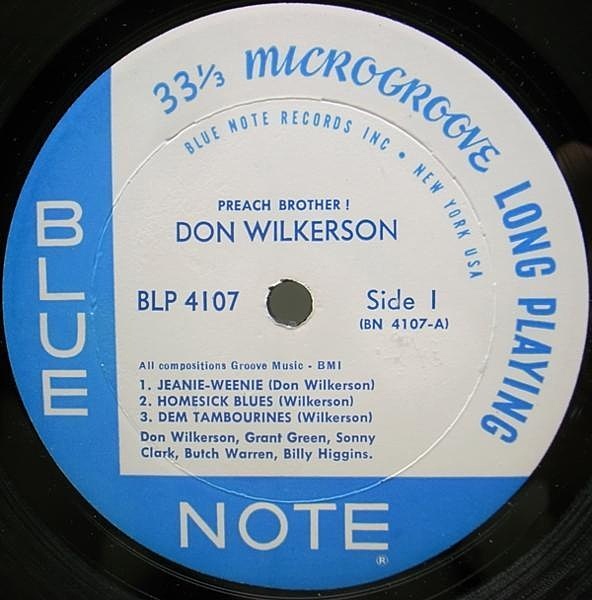 33⅓ MICROGROOVE LONG PLAYING
BLUE NOTE RECORDS INC • NEW YORK USA
PREACH BROTHER!
DON WILKERSON
BLP 4107
Side 1
(BN 4107-A)
All compositions Groove Music - BMI
1. JEANIE-WEENIE (Don Wilkerson)
2. HOMESICK BLUES (Wilkerson)
3. DEM TAMBOURINES (Wilkerson)
Don Wilkerson, Grant Green, Sonny
Clark, Butch Warren, Billy Higgins.
BLUE
NOTE
®